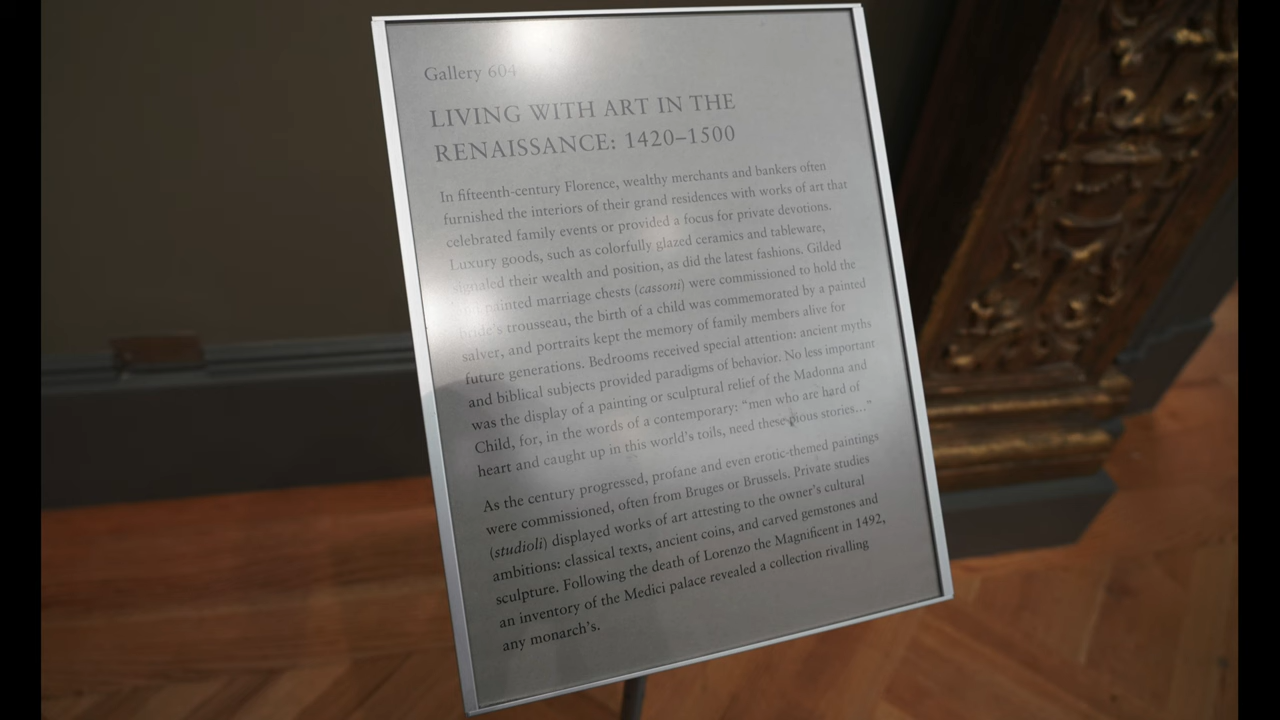 Gallery 604
LIVING WITH ART IN THE
RENAISSANCE: 1420–1500
In fifteenth-century Florence, wealthy merchants and bankers often
furnished the interiors of their grand residences with works of art that
celebrated family events or provided a focus for private devotions.
Luxury goods, such as colorfully glazed ceramics and tableware,
signaled their wealth and position, as did the latest fashions. Gilded
painted marriage chests (cassoni) were commissioned to hold the
bride's trousseau, the birth of a child was commemorated by a painted
salver, and portraits kept the memory of family members alive for
future generations. Bedrooms received special attention: ancient myths
and biblical subjects provided paradigms of behavior. No less important
was the display of a painting or sculptural relief of the Madonna and
Child, for, in the words of a contemporary: “men who are hard of
heart and caught up in this world's toils, need these pious stories…”
As the century progressed, profane and even erotic-themed paintings
were commissioned, often from Bruges or Brussels. Private studies
(studioli) displayed works of art attesting to the owner's cultural
ambitions: classical texts, ancient coins, and carved gemstones and
sculpture. Following the death of Lorenzo the Magnificent in 1492,
an inventory of the Medici palace revealed a collection rivalling
any monarch's.